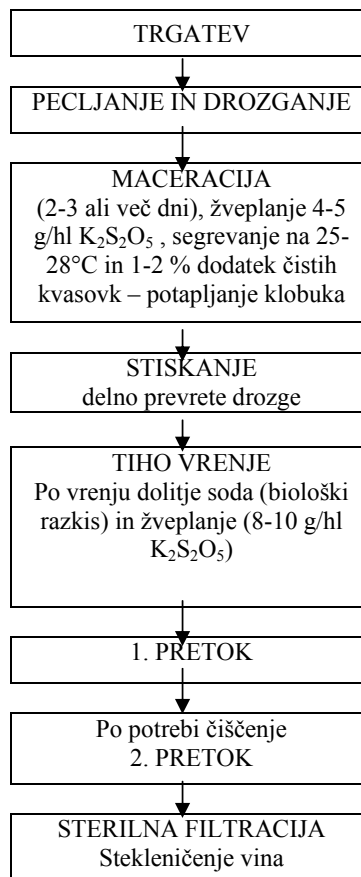 TRGATEV
PECLJANJE IN DROZGANJE
MACERACIJA
(2-3 ali več dni), žveplanje 4-5
g/hl K₂S₂O₅ , segrevanje na 25-
28°C in 1-2 % dodatek čistih
kvasovk – potapljanje klobuka
STISKANJE
delno prevrete drozge
TIHO VRENJE
Po vrenju dolitje soda (biološki
razkis) in žveplanje (8-10 g/hl
K₂S₂O₅)
1. PRETOK
Po potrebi čiščenje
2. PRETOK
STERILNA FILTRACIJA
Stekleničenje vina